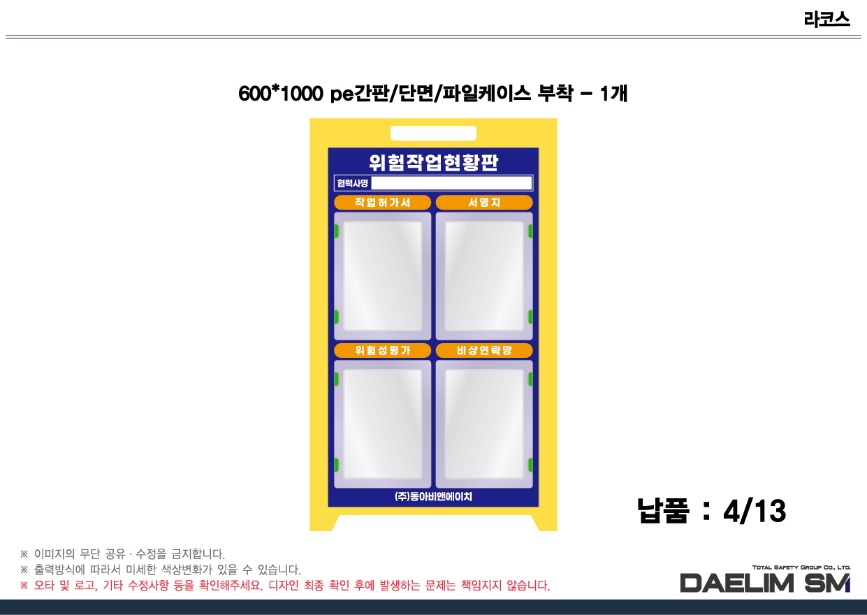 라코스
600*1000 pe간판/단면/파일케이스 부착 - 1개
위험작업현황판
협력사명
작업허가서 서명지
위험성평가 비상연락망
(주)동아비앤에이치
납품 : 4/13
※ 이미지의 무단 공유·수정을 금지합니다.
※ 출력방식에 따라서 미세한 색상변화가 있을 수 있습니다.
※ 오타 및 로고, 기타 수정사항 등을 확인해주세요. 디자인 최종 확인 후에 발생하는 문제는 책임지지 않습니다.
TOTAL SAFETY GROUP CO., LTD.
DAELIM SM